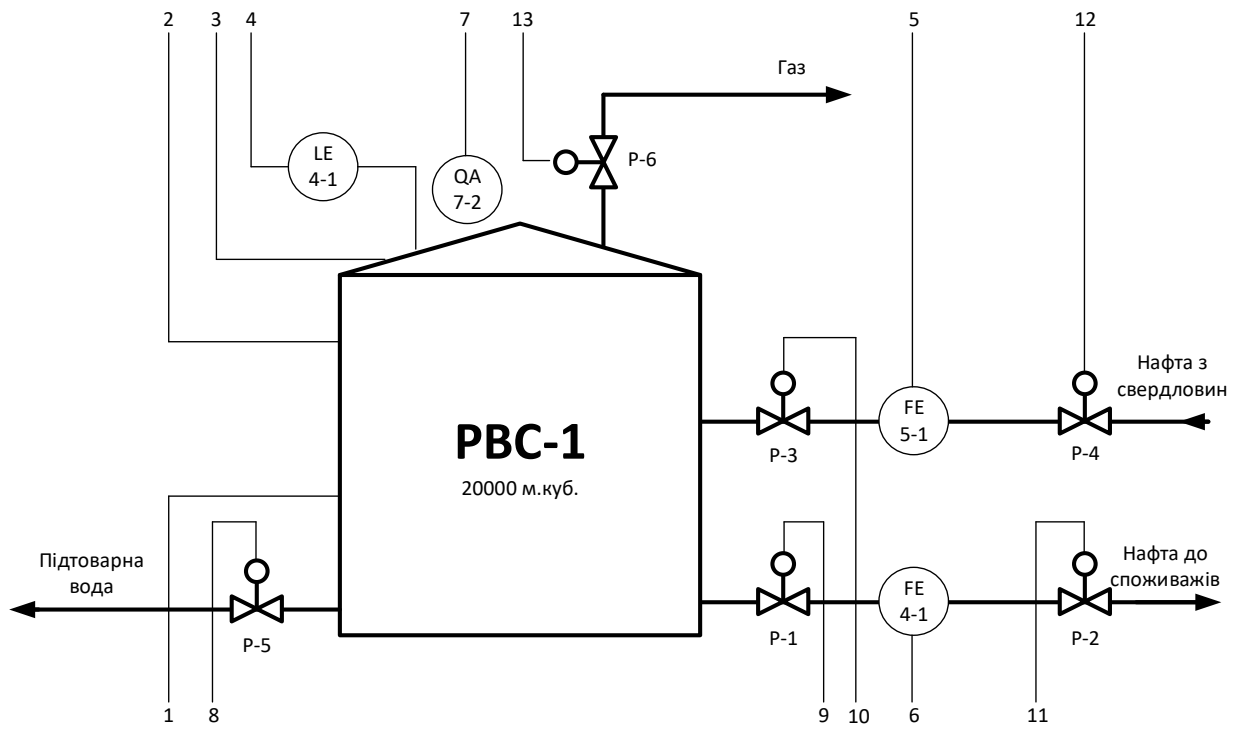 2
3
4
7
13
5
12
Газ
LE
4-1
QA
7-2
P-6
Нафта з
свердловин
FE
5-1
P-3
P-4
РВС-1
20000 м.куб.
Підтоварна
вода
Нафта до
споживажів
FE
4-1
P-5
P-1
P-2
1
8
9
10
6
11